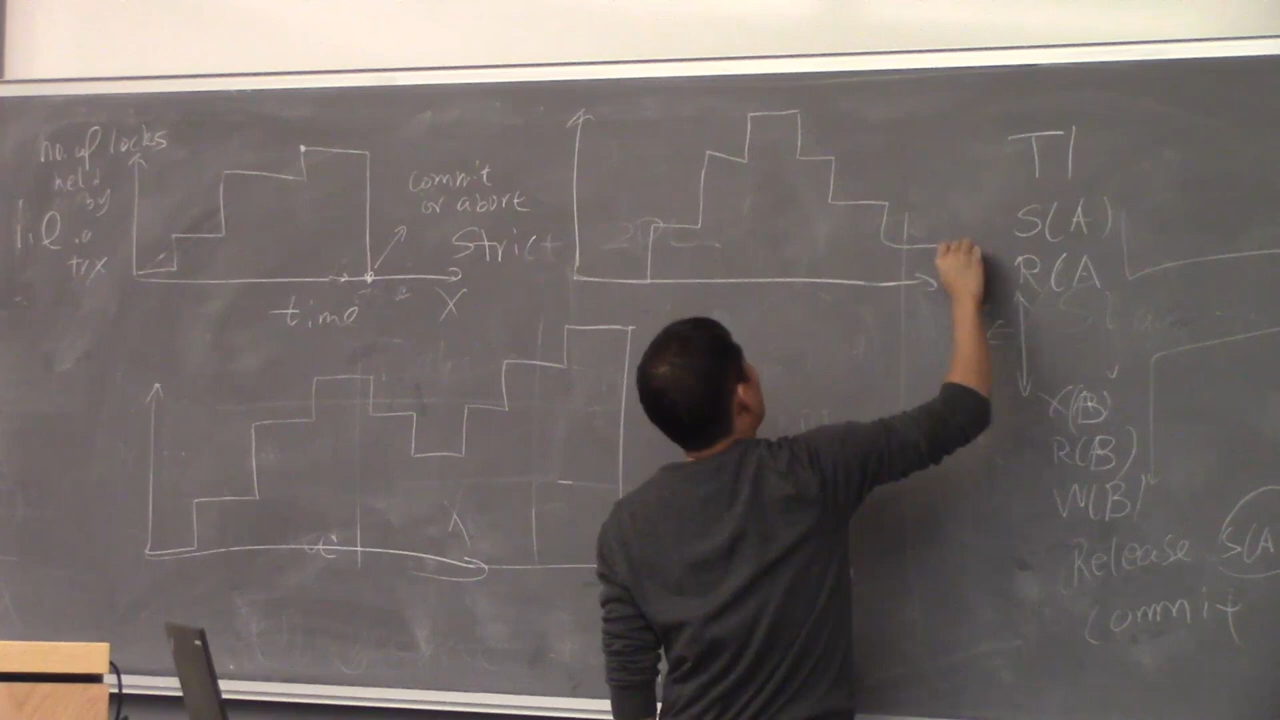 no. of locks
held
by
a
trx
commit
or abort
Strict
time
X
T1
S(A)
R(A
X(B)
R(B)
W(B)
Release S(A
Commit